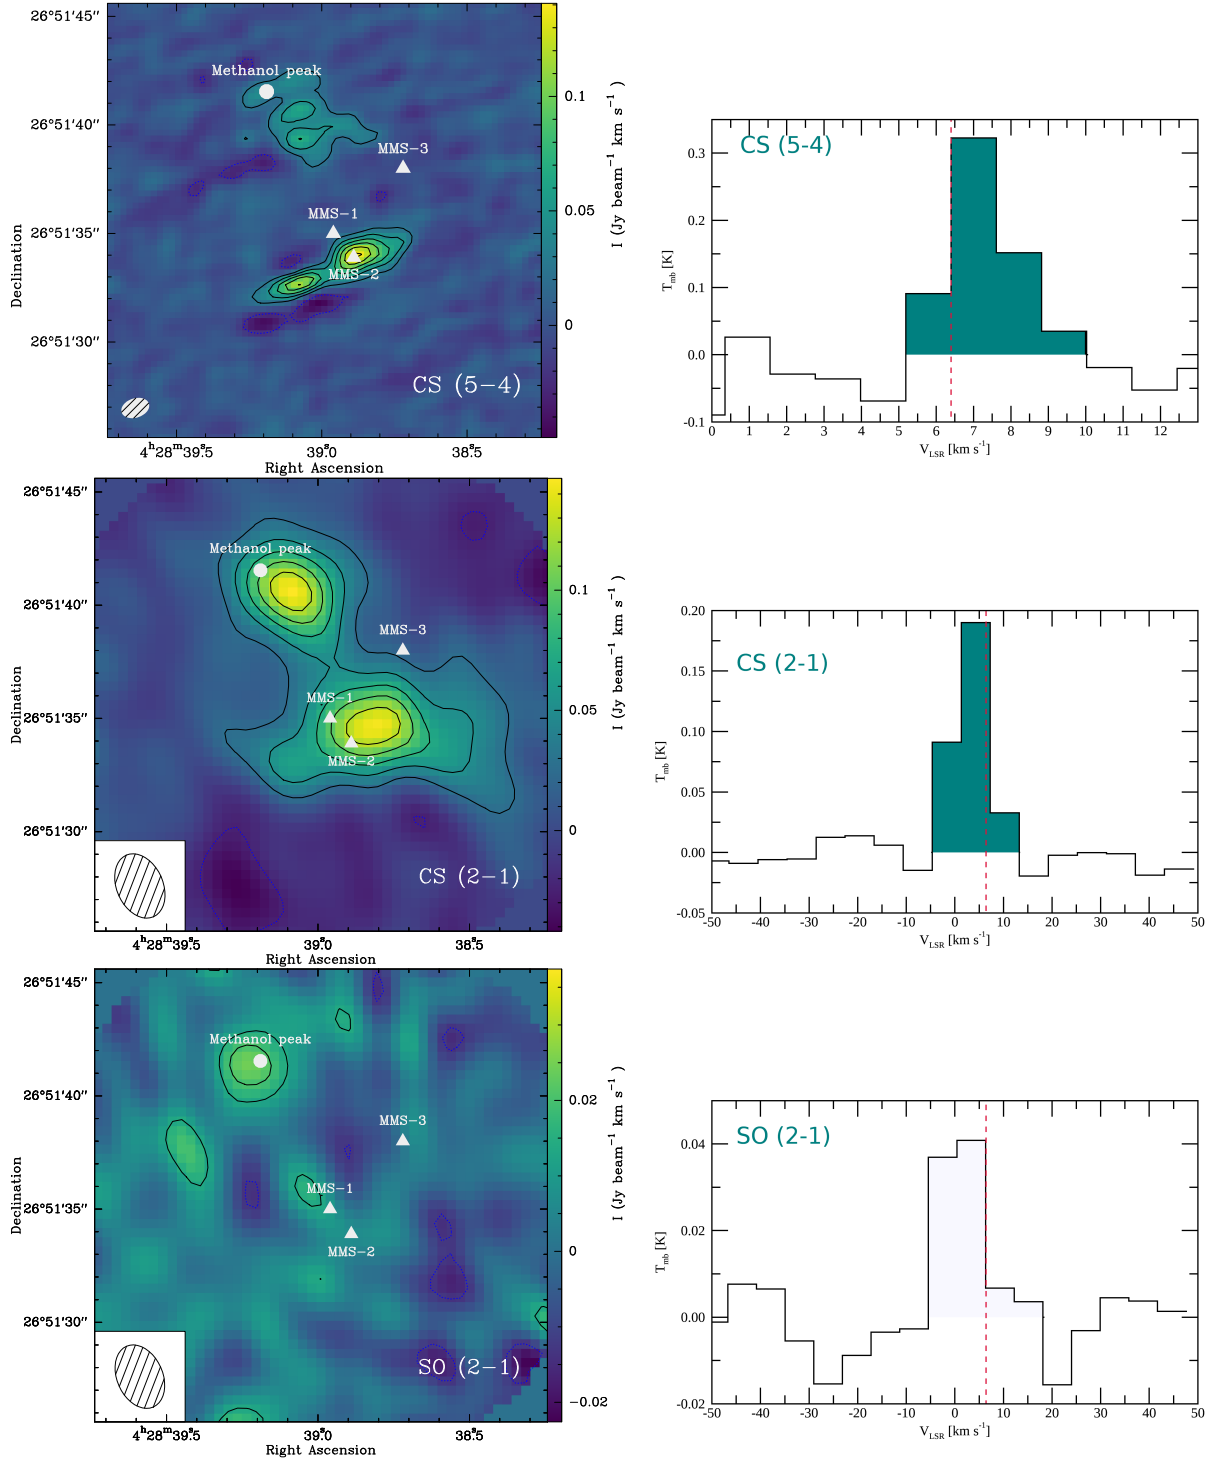 26°51′45″
26°51′40″
26°51′35″
26°51′30″
Declination
Methanol peak
MMS−3
MMS−1
MMS−2
CS (5−4)
4h28m39s.5
39s.0
38s.5
Right Ascension
0.1
0.05
0
I (Jy beam−1 km s−1 )
CS (5-4)
0.3
0.2
0.1
0.0
-0.1
Tmb [K]
0 1 2 3 4 5 6 7 8 9 10 11 12
VLSR [km s-1]
26°51′45″
26°51′40″
26°51′35″
26°51′30″
Declination
Methanol peak
MMS−3
MMS−1
MMS−2
CS (2−1)
4h28m39s.5
39s.0
38s.5
Right Ascension
0.1
0.05
0
I (Jy beam−1 km s−1 )
CS (2-1)
0.20
0.15
0.10
0.05
0.00
-0.05
Tmb [K]
-50 -40 -30 -20 -10 0 10 20 30 40 50
VLSR [km s-1]
26°51′45″
26°51′40″
26°51′35″
26°51′30″
Declination
Methanol peak
MMS−3
MMS−1
MMS−2
SO (2−1)
4h28m39s.5
39s.0
38s.5
Right Ascension
0.02
0
−0.02
I (Jy beam−1 km s−1 )
SO (2-1)
0.04
0.02
0.00
-0.02
Tmb [K]
-50 -40 -30 -20 -10 0 10 20 30 40 50
VLSR [km s-1]